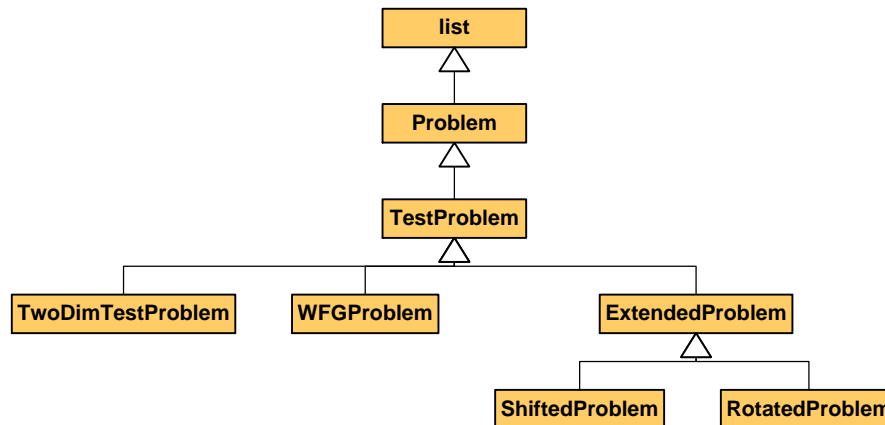 list
Problem
TestProblem
TwoDimTestProblem
WFGProblem
ExtendedProblem
ShiftedProblem
RotatedProblem